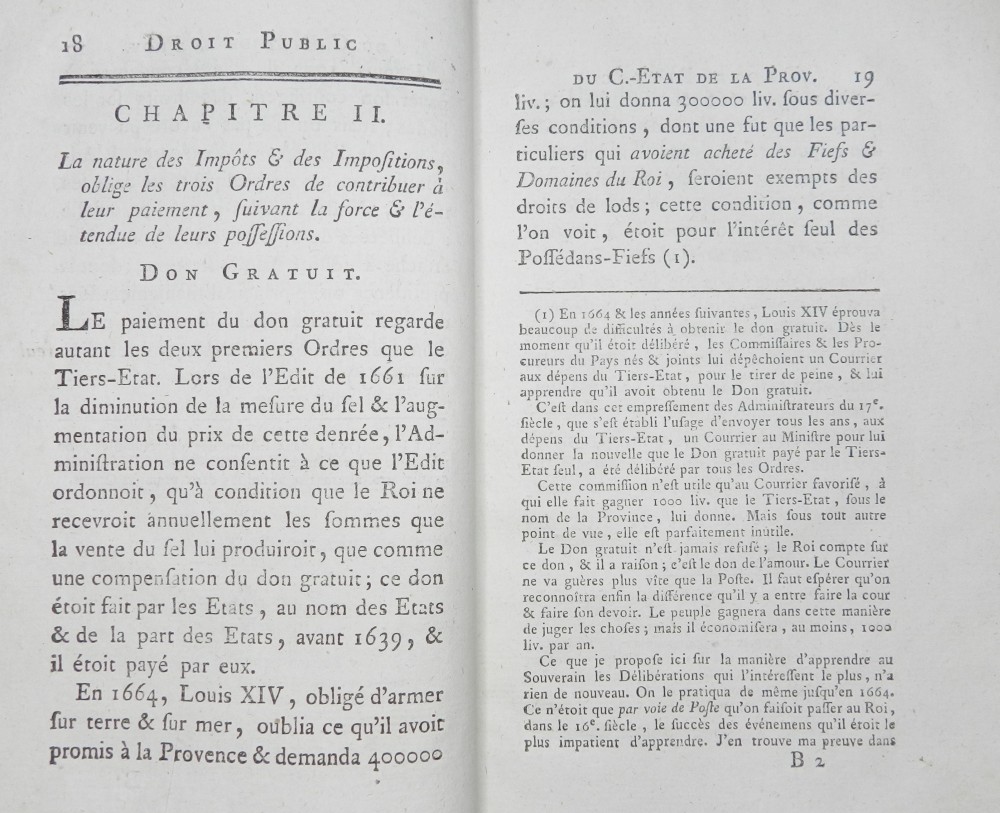 18 DROIT PUBLIC
CHAPITRE II.
La nature des Impôts & des Impoſitions,
oblige les trois Ordres de contribuer à
leur paiement, ſuivant la force & l'é-
tendue de leurs poſſeſſions.
DON GRATUIT.
LE paiement du don gratuit regarde
autant les deux premiers Ordres que le
Tiers-Etat. Lors de l'Edit de 1661 ſur
la diminution de la meſure du ſel & l'aug-
mentation du prix de cette denrée, l'Ad-
miniſtration ne conſentit à ce que l'Edit
ordonnoit, qu'à condition que le Roi ne
recevroit annuellement les ſommes que
la vente du ſel lui produiroit, que comme
une compenſation du don gratuit; ce don
étoit fait par les Etats, au nom des Etats
& de la part des Etats, avant 1639, &
il étoit payé par eux.
En 1664, Louis XIV, obligé d'armer
ſur terre & ſur mer, oublia ce qu'il avoit
promis à la Provence & demanda 400000
DU C.-ETAT DE LA PROV. 19
liv.; on lui donna 300000 liv. ſous diver-
ſes conditions, dont une fut que les par-
ticuliers qui avoient acheté des Fiefs &
Domaines du Roi, ſeroient exempts des
droits de lods; cette condition, comme
l'on voit, étoit pour l'intérêt ſeul des
Poſſédans-Fiefs (1).
(1) En 1664 & les années ſuivantes, Louis XIV éprouva
beaucoup de difficultés à obtenir le don gratuit. Dès le
moment qu'il étoit délibéré, les Commiſſaires & les Pro-
cureurs du Pays nés & joints lui dépêchoient un Courrier
aux dépens du Tiers-Etat, pour le tirer de peine, & lui
apprendre qu'il avoit obtenu le Don gratuit.
C'eſt dans cet empreſſement des Adminiſtrateurs du 17e.
ſiècle, que s'eſt établi l'uſage d'envoyer tous les ans, aux
dépens du Tiers-Etat, un Courrier au Miniſtre pour lui
donner la nouvelle que le Don gratuit payé par le Tiers-
Etat ſeul, a été délibéré par tous les Ordres.
Cette commiſſion n'eſt utile qu'au Courrier favoriſé, à
qui elle fait gagner 1000 liv. que le Tiers-Etat, ſous le
nom de la Province, lui donne. Mais ſous tout autre
point de vue, elle eſt parfaitement inutile.
Le Don gratuit n'eſt jamais refuſé; le Roi compte ſur
ce don, & il a raiſon; c'eſt le don de l'amour. Le Courrier
ne va guères plus vîte que la Poſte. Il faut eſpérer qu'on
reconnoîtra enfin la différence qu'il y a entre faire la cour
& faire ſon devoir. Le peuple gagnera dans cette manière
de juger les choſes; mais il économiſera, au moins, 1000
liv. par an.
Ce que je propoſe ici ſur la manière d'apprendre au
Souverain les Délibérations qui l'intéreſſent le plus, n'a
rien de nouveau. On le pratiqua de même juſqu'en 1664.
Ce n'étoit que par voie de Poſte qu'on faiſoit paſſer au Roi,
dans le 16e. ſiècle, le ſuccès des événemens qu'il étoit le
plus impatient d'apprendre. J'en trouve ma preuve dans
B 2